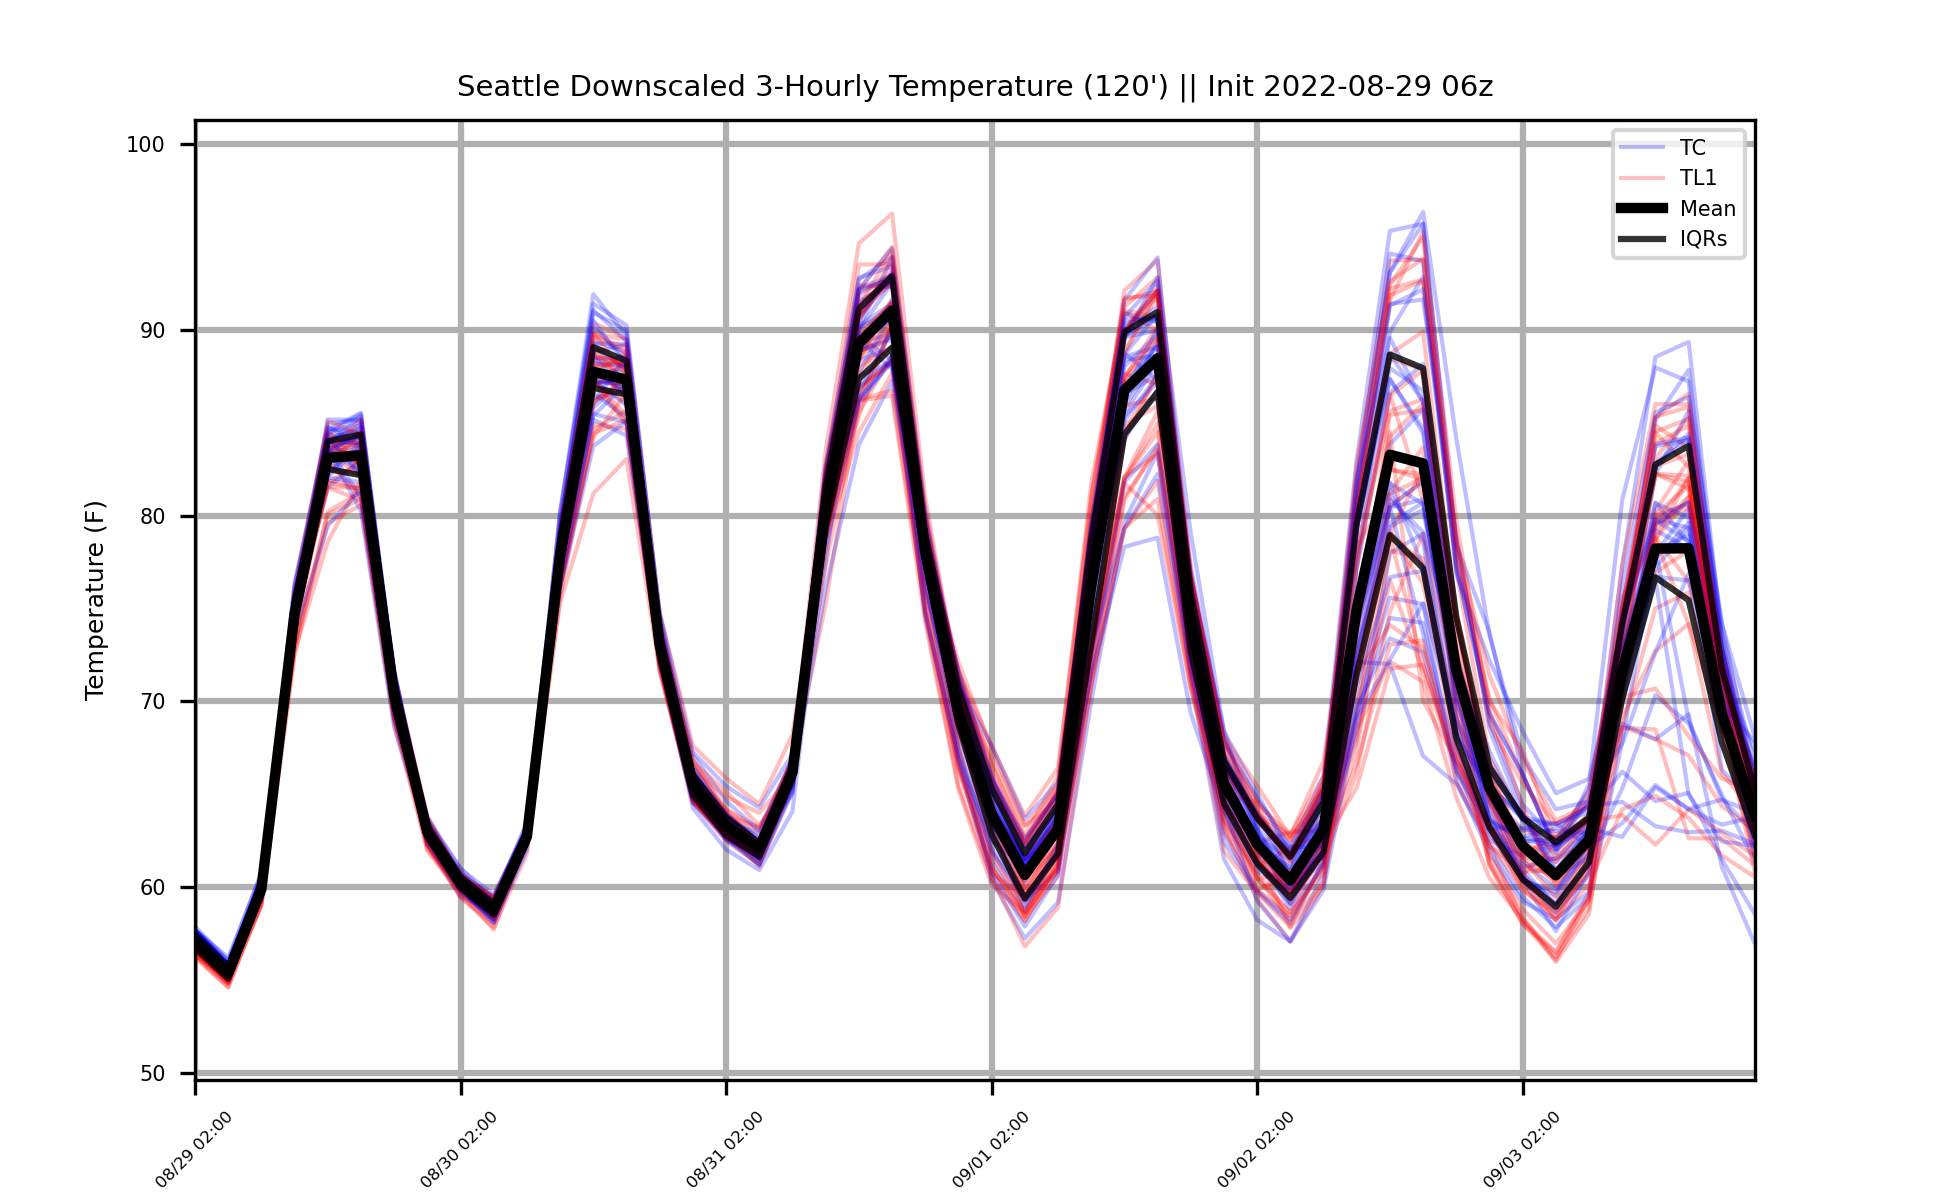 Seattle Downscaled 3-Hourly Temperature (120') || Init 2022-08-29 06z
TC
TL1
Mean
IQRs
Temperature (F)
100
90
80
70
60
50
08/29 02:00
08/30 02:00
08/31 02:00
09/01 02:00
09/02 02:00
09/03 02:00